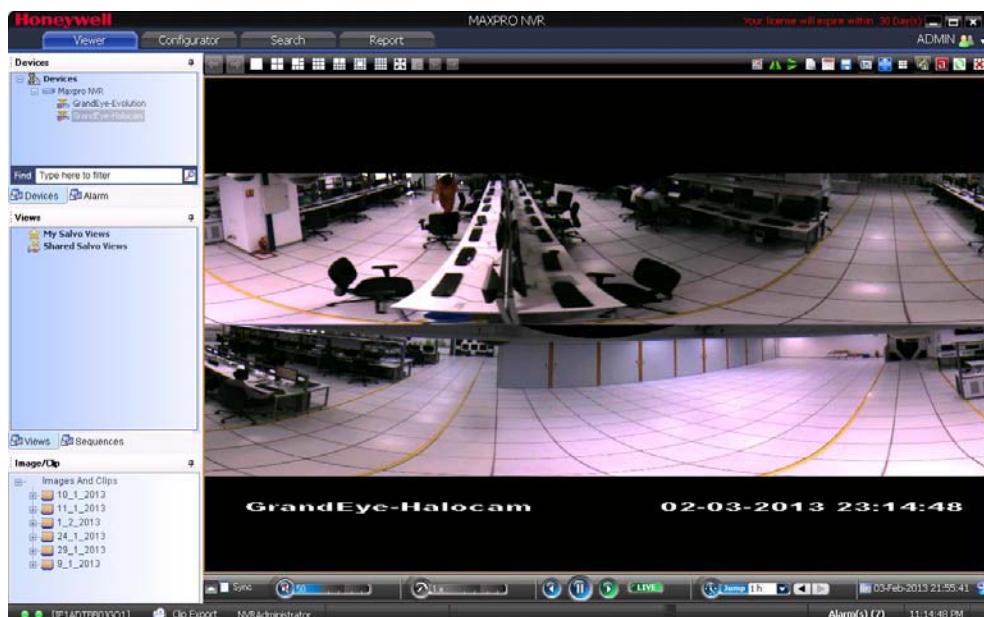 Honeywell
MAXPRO NVR
Your license will expire within 30 Day(s)
Viewer
Configurator
Search
Report
ADMIN
Devices
Devices
Maxpro NVR
GrandEye-Evolution
GrandEye-Halocam
Find
Type here to filter
Devices
Alarm
Views
My Salvo Views
Shared Salvo Views
Views
Sequences
Image/Clip
Images And Clips
10_1_2013
11_1_2013
1_2_2013
24_1_2013
29_1_2013
9_1_2013
GrandEye-Halocam
02-03-2013 23:14:48
Sync
50
1 x
LIVE
Jump
1 h
03-Feb-2013 21:55:41
Clip Export
NVRAdministrator
Alarm(s) (7)
11:14:48 PM